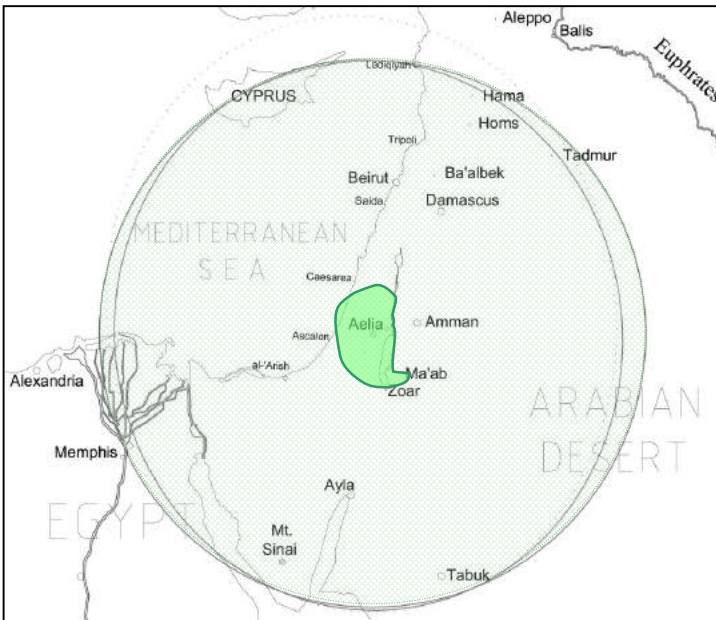 Aleppo
Balis
Euphrates
Ladiqiyah
CYPRUS
Hama
Homs
Tripoli
Tadmur
Beirut
Ba'albek
Saida
Damascus
MEDITERRANEAN
SEA
Caesarea
Aelia
Amman
Ascalon
al-'Arish
Ma'ab
Zoar
Alexandria
ARABIAN
DESERT
Memphis
Ayla
EGYPT
Mt.
Sinai
Tabuk